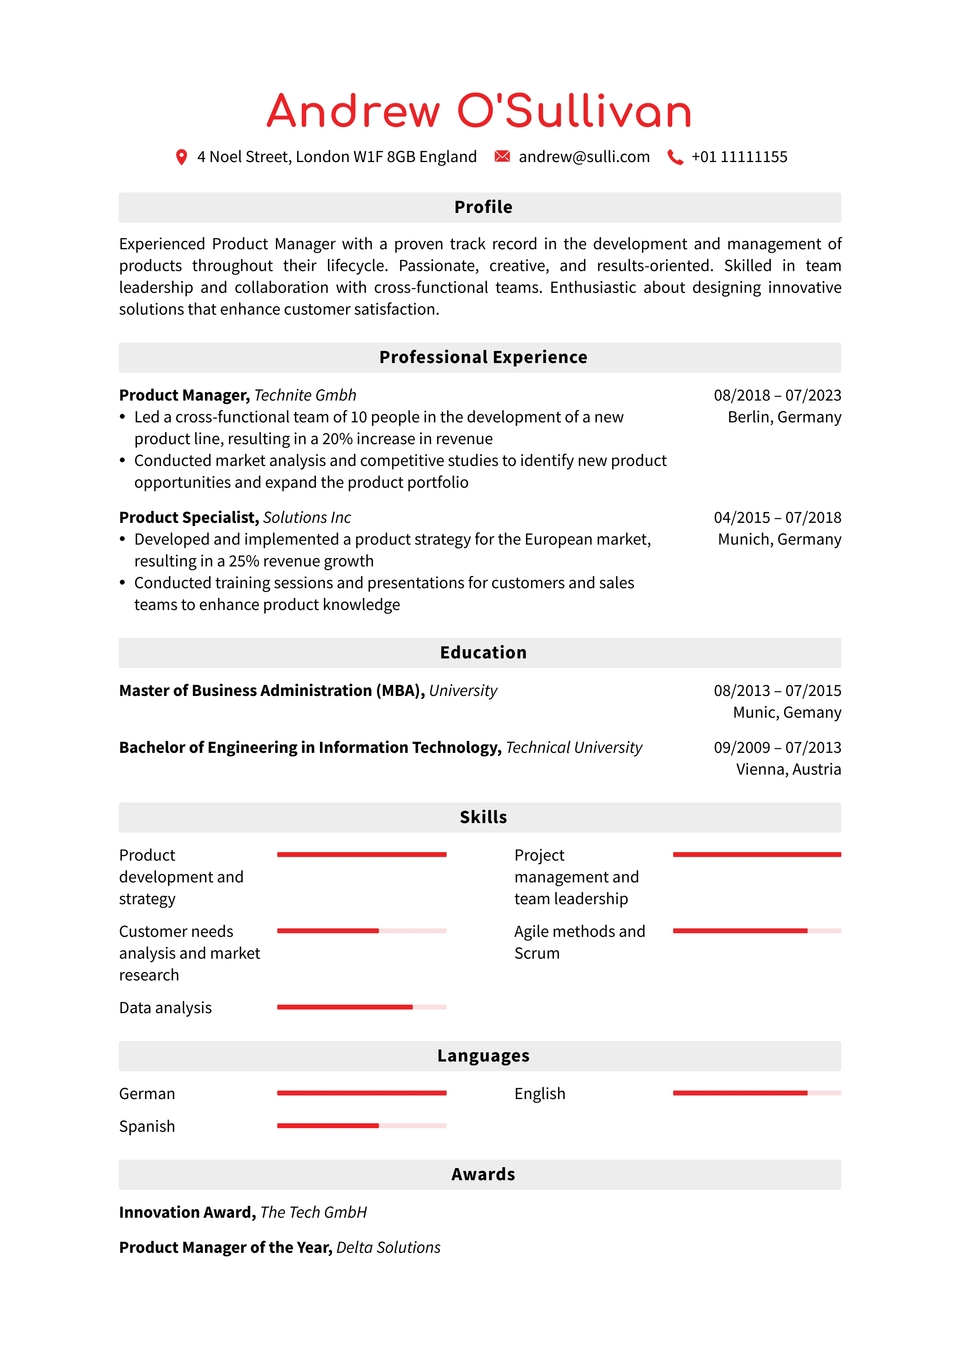 Andrew O'Sullivan
4 Noel Street, London W1F 8GB England andrew@sulli.com +01 11111155
Profile
Experienced Product Manager with a proven track record in the development and management of
products throughout their lifecycle. Passionate, creative, and results-oriented. Skilled in team
leadership and collaboration with cross-functional teams. Enthusiastic about designing innovative
solutions that enhance customer satisfaction.
Professional Experience
Product Manager, Technite Gmbh 08/2018 – 07/2023
Berlin, Germany
• Led a cross-functional team of 10 people in the development of a new
product line, resulting in a 20% increase in revenue
• Conducted market analysis and competitive studies to identify new product
opportunities and expand the product portfolio
Product Specialist, Solutions Inc 04/2015 – 07/2018
Munich, Germany
• Developed and implemented a product strategy for the European market,
resulting in a 25% revenue growth
• Conducted training sessions and presentations for customers and sales
teams to enhance product knowledge
Education
Master of Business Administration (MBA), University 08/2013 – 07/2015
Munic, Gemany
Bachelor of Engineering in Information Technology, Technical University 09/2009 – 07/2013
Vienna, Austria
Skills
Product
development and
strategy
Project
management and
team leadership
Customer needs
analysis and market
research
Agile methods and
Scrum
Data analysis
Languages
German
English
Spanish
Awards
Innovation Award, The Tech GmbH
Product Manager of the Year, Delta Solutions